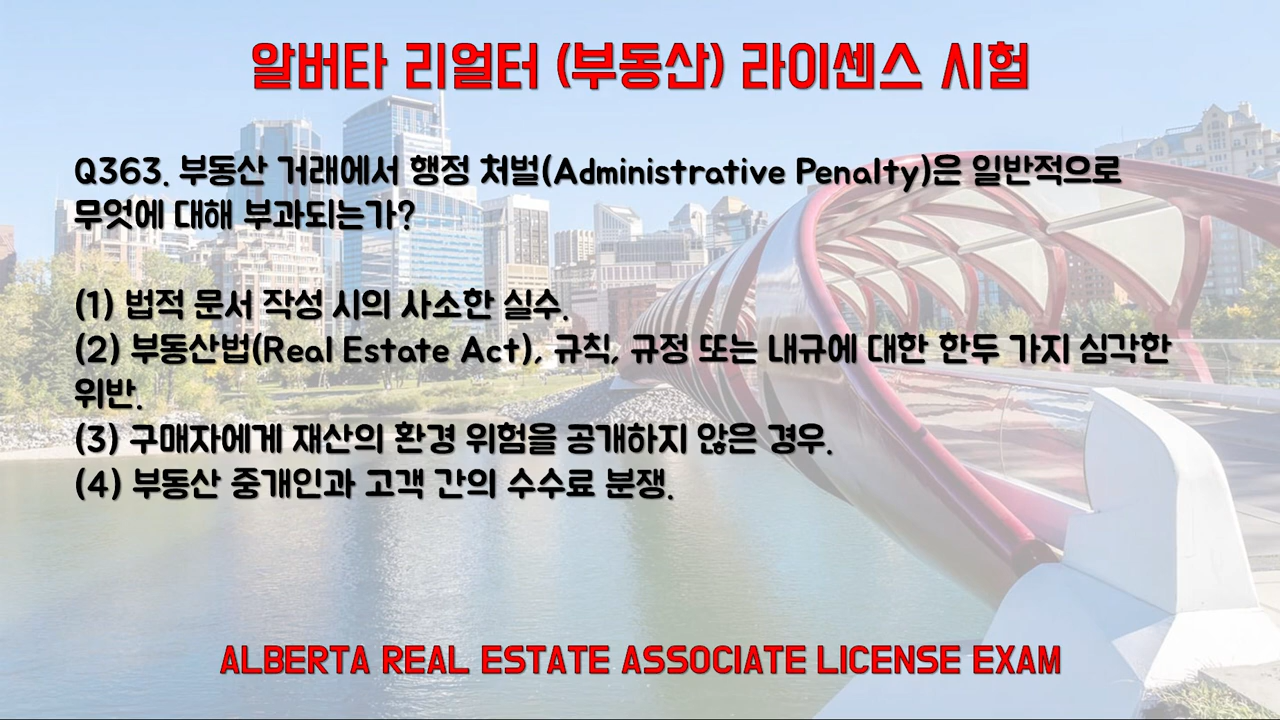 알버타 리얼터 (부동산) 라이센스 시험
Q363. 부동산 거래에서 행정 처벌(Administrative Penalty)은 일반적으로
무엇에 대해 부과되는가?
(1) 법적 문서 작성 시의 사소한 실수.
(2) 부동산법(Real Estate Act), 규칙, 규정 또는 내규에 대한 한두 가지 심각한
위반.
(3) 구매자에게 재산의 환경 위험을 공개하지 않은 경우.
(4) 부동산 중개인과 고객 간의 수수료 분쟁.
ALBERTA REAL ESTATE ASSOCIATE LICENSE EXAM